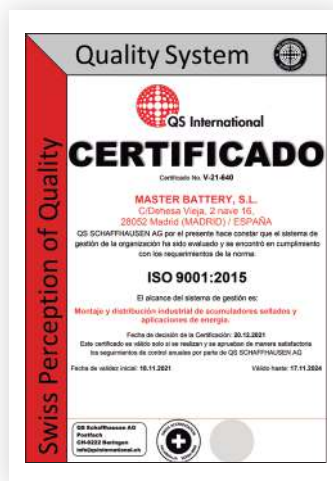 Quality System
Swiss Perception of Quality
QS International
CERTIFICADO
Certificado No. V-21-640
MASTER BATTERY, S.L.
C/Dehesa Vieja, 2 nave 16,
28052 Madrid (MADRID) / ESPAÑA
QS SCHAFFHAUSEN AG por el presente hace constar que el sistema de
gestión de la organización ha sido evaluado y se encontró en cumplimiento
con los requerimientos de la norma:
ISO 9001:2015
El alcance del sistema de gestión es:
Montaje y distribución industrial de acumuladores sellados y
aplicaciones de energía.
Fecha de decisión de la Certificación: 20.12.2021
Este certificado es válido solo si se realizan y se aprueban de manera satisfactoria
los seguimientos de control anuales por parte de QS SCHAFFHAUSEN AG
Fecha de validez inicial: 18.11.2021 Válido hasta: 17.11.2024
QS Schaffhausen AG
Postfach
CH-8222 Beringen
info@qsinternational.ch